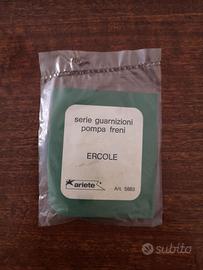 serie guarnizioni
pompa freni
ERCOLE
ariete
Art. 5883
subito